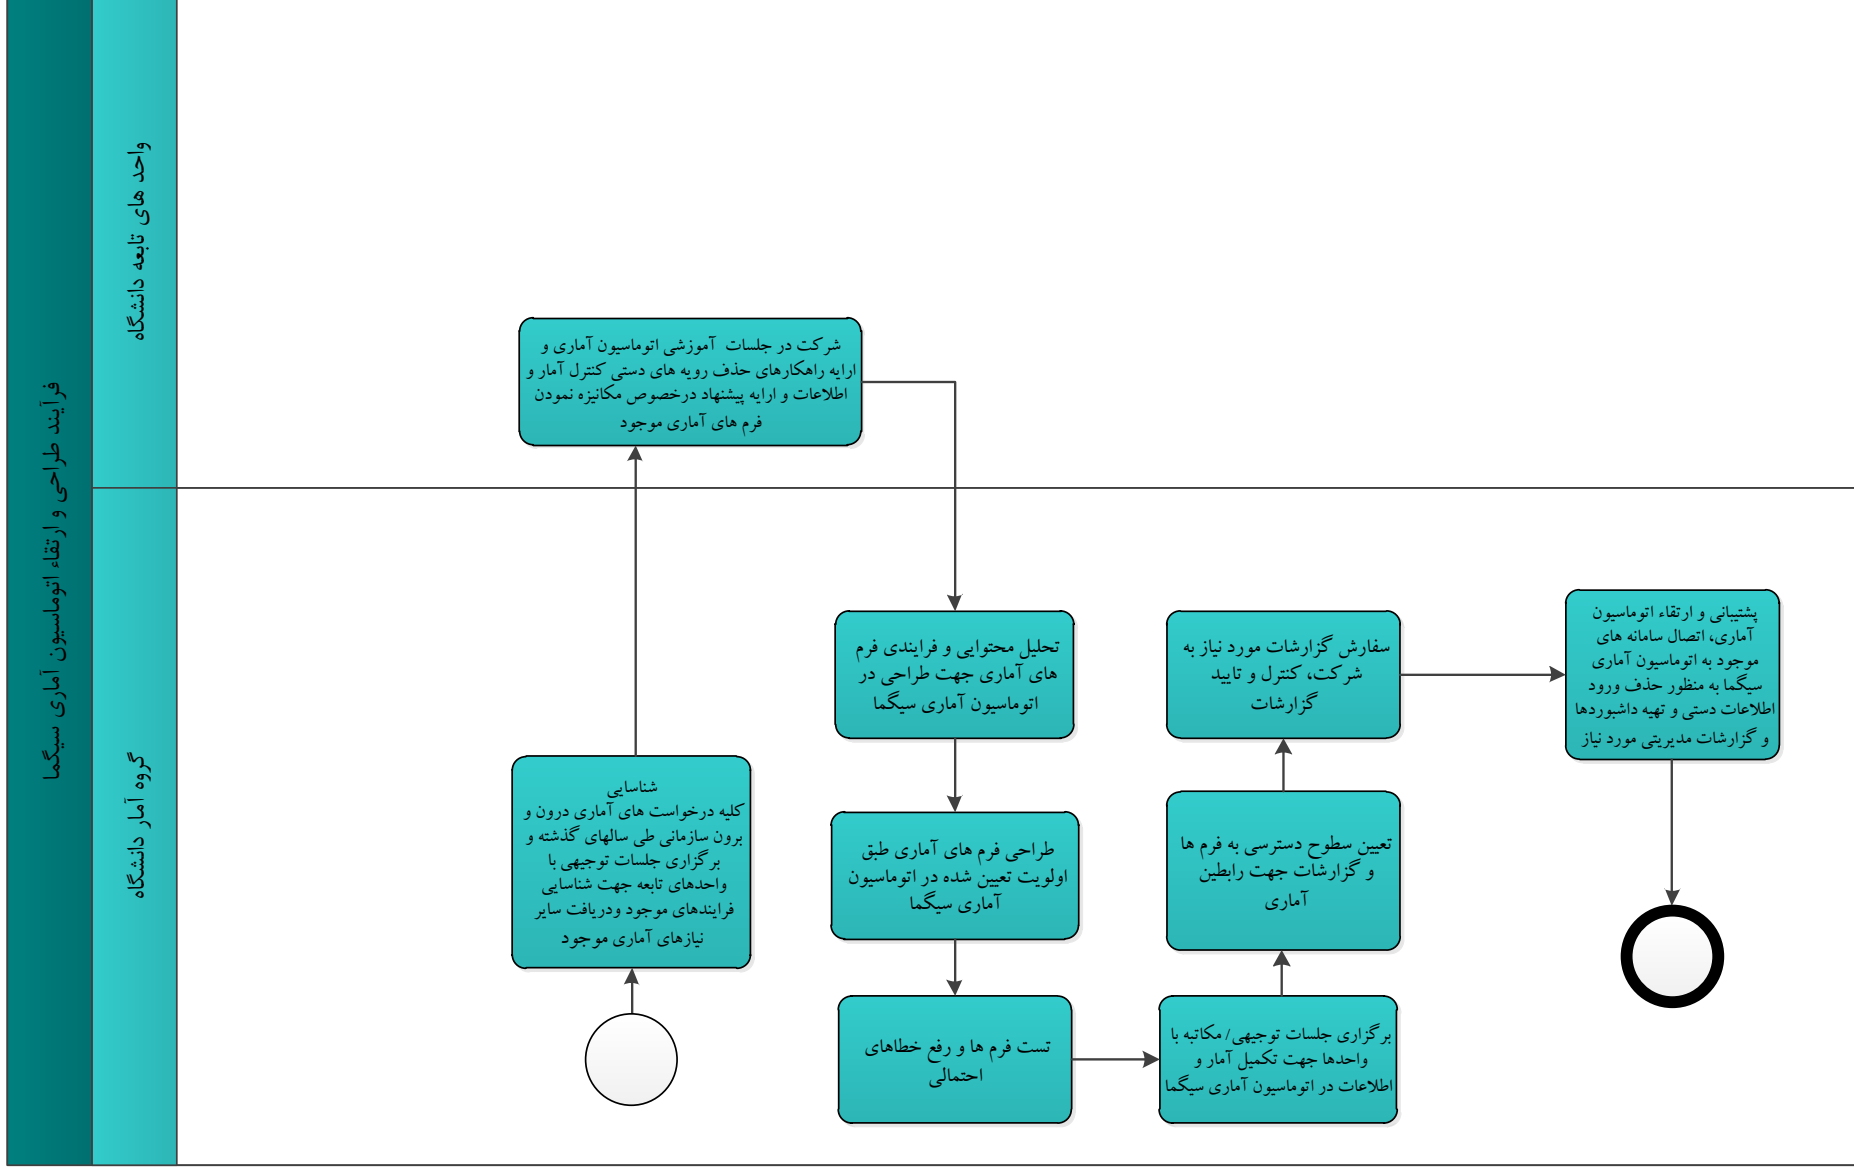 فرآیند طراحی و ارتقاء اتوماسیون آماری سیگما
واحد های تابعه دانشگاه
گروه آمار دانشگاه
شرکت در جلسات آموزشی اتوماسیون آماری و
ارایه راهکارهای حذف رویه های دستی کنترل آمار و
اطلاعات و ارایه پیشنهاد درخصوص مکانیزه نمودن
فرم های آماری موجود
شناسایی
کلیه درخواست های آماری درون و
برون سازمانی طی سالهای گذشته و
برگزاری جلسات توجیهی با
واحدهای تابعه جهت شناسایی
فرایندهای موجود ودریافت سایر
نیازهای آماری موجود
تحلیل محتوایی و فرایندی فرم
های آماری جهت طراحی در
اتوماسیون آماری سیگما
طراحی فرم های آماری طبق
اولویت تعیین شده در اتوماسیون
آماری سیگما
تست فرم ها و رفع خطاهای
احتمالی
برگزاری جلسات توجیهی/ مکاتبه با
واحدها جهت تکمیل آمار و
اطلاعات در اتوماسیون آماری سیگما
تعیین سطوح دسترسی به فرم ها
و گزارشات جهت رابطین
آماری
سفارش گزارشات مورد نیاز به
شرکت، کنترل و تایید
گزارشات
پشتیبانی و ارتقاء اتوماسیون
آماری، اتصال سامانه های
موجود به اتوماسیون آماری
سیگما به منظور حذف ورود
اطلاعات دستی و تهیه داشبوردها
و گزارشات مدیریتی مورد نیاز